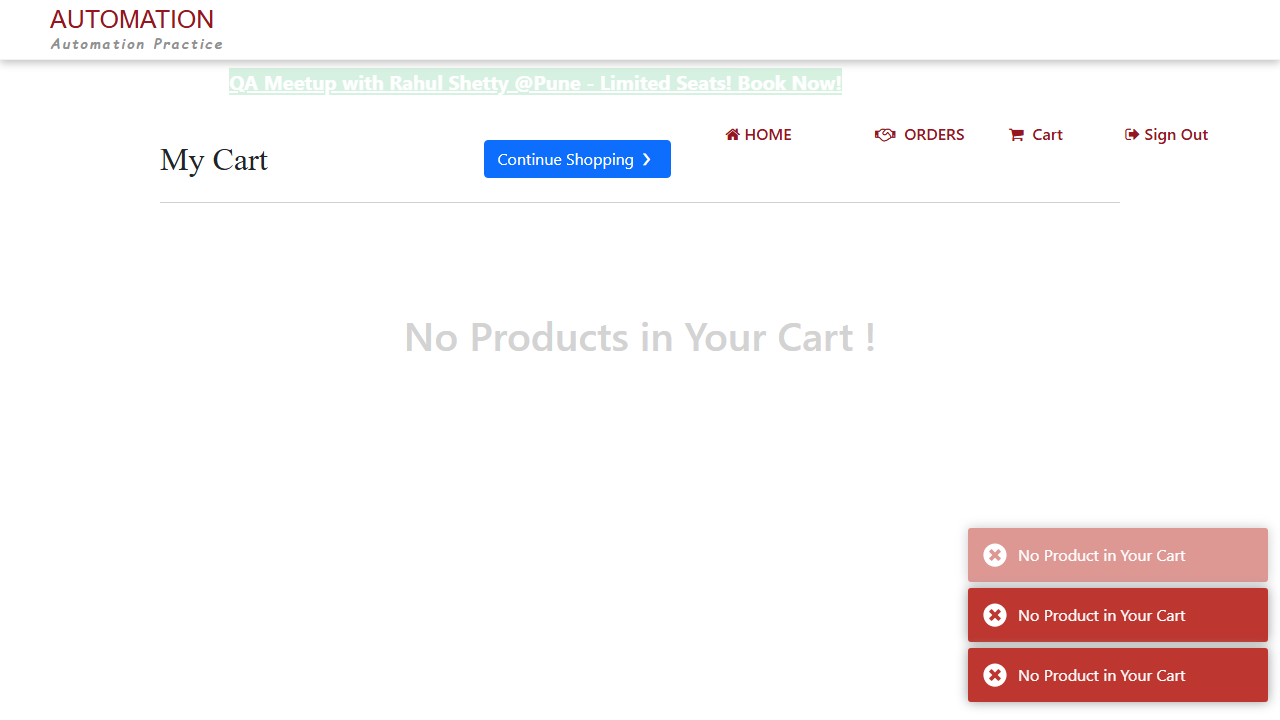 AUTOMATION
Automation Practice
QA Meetup with Rahul Shetty @Pune - Limited Seats! Book Now!
HOME
ORDERS
Cart
Sign Out
My Cart
Continue Shopping ❯
No Products in Your Cart !
No Product in Your Cart
No Product in Your Cart
No Product in Your Cart